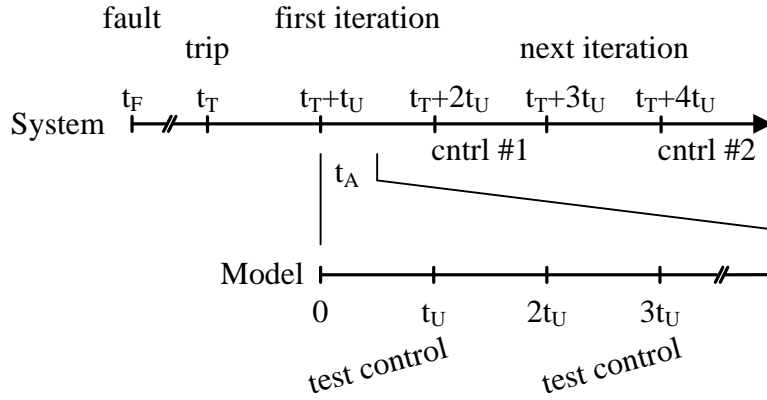 fault first iteration
trip next iteration
t_F t_T t_T+t_U t_T+2t_U t_T+3t_U t_T+4t_U
System
cntrl #1 cntrl #2
t_A
Model
0 t_U 2t_U 3t_U
test control test control